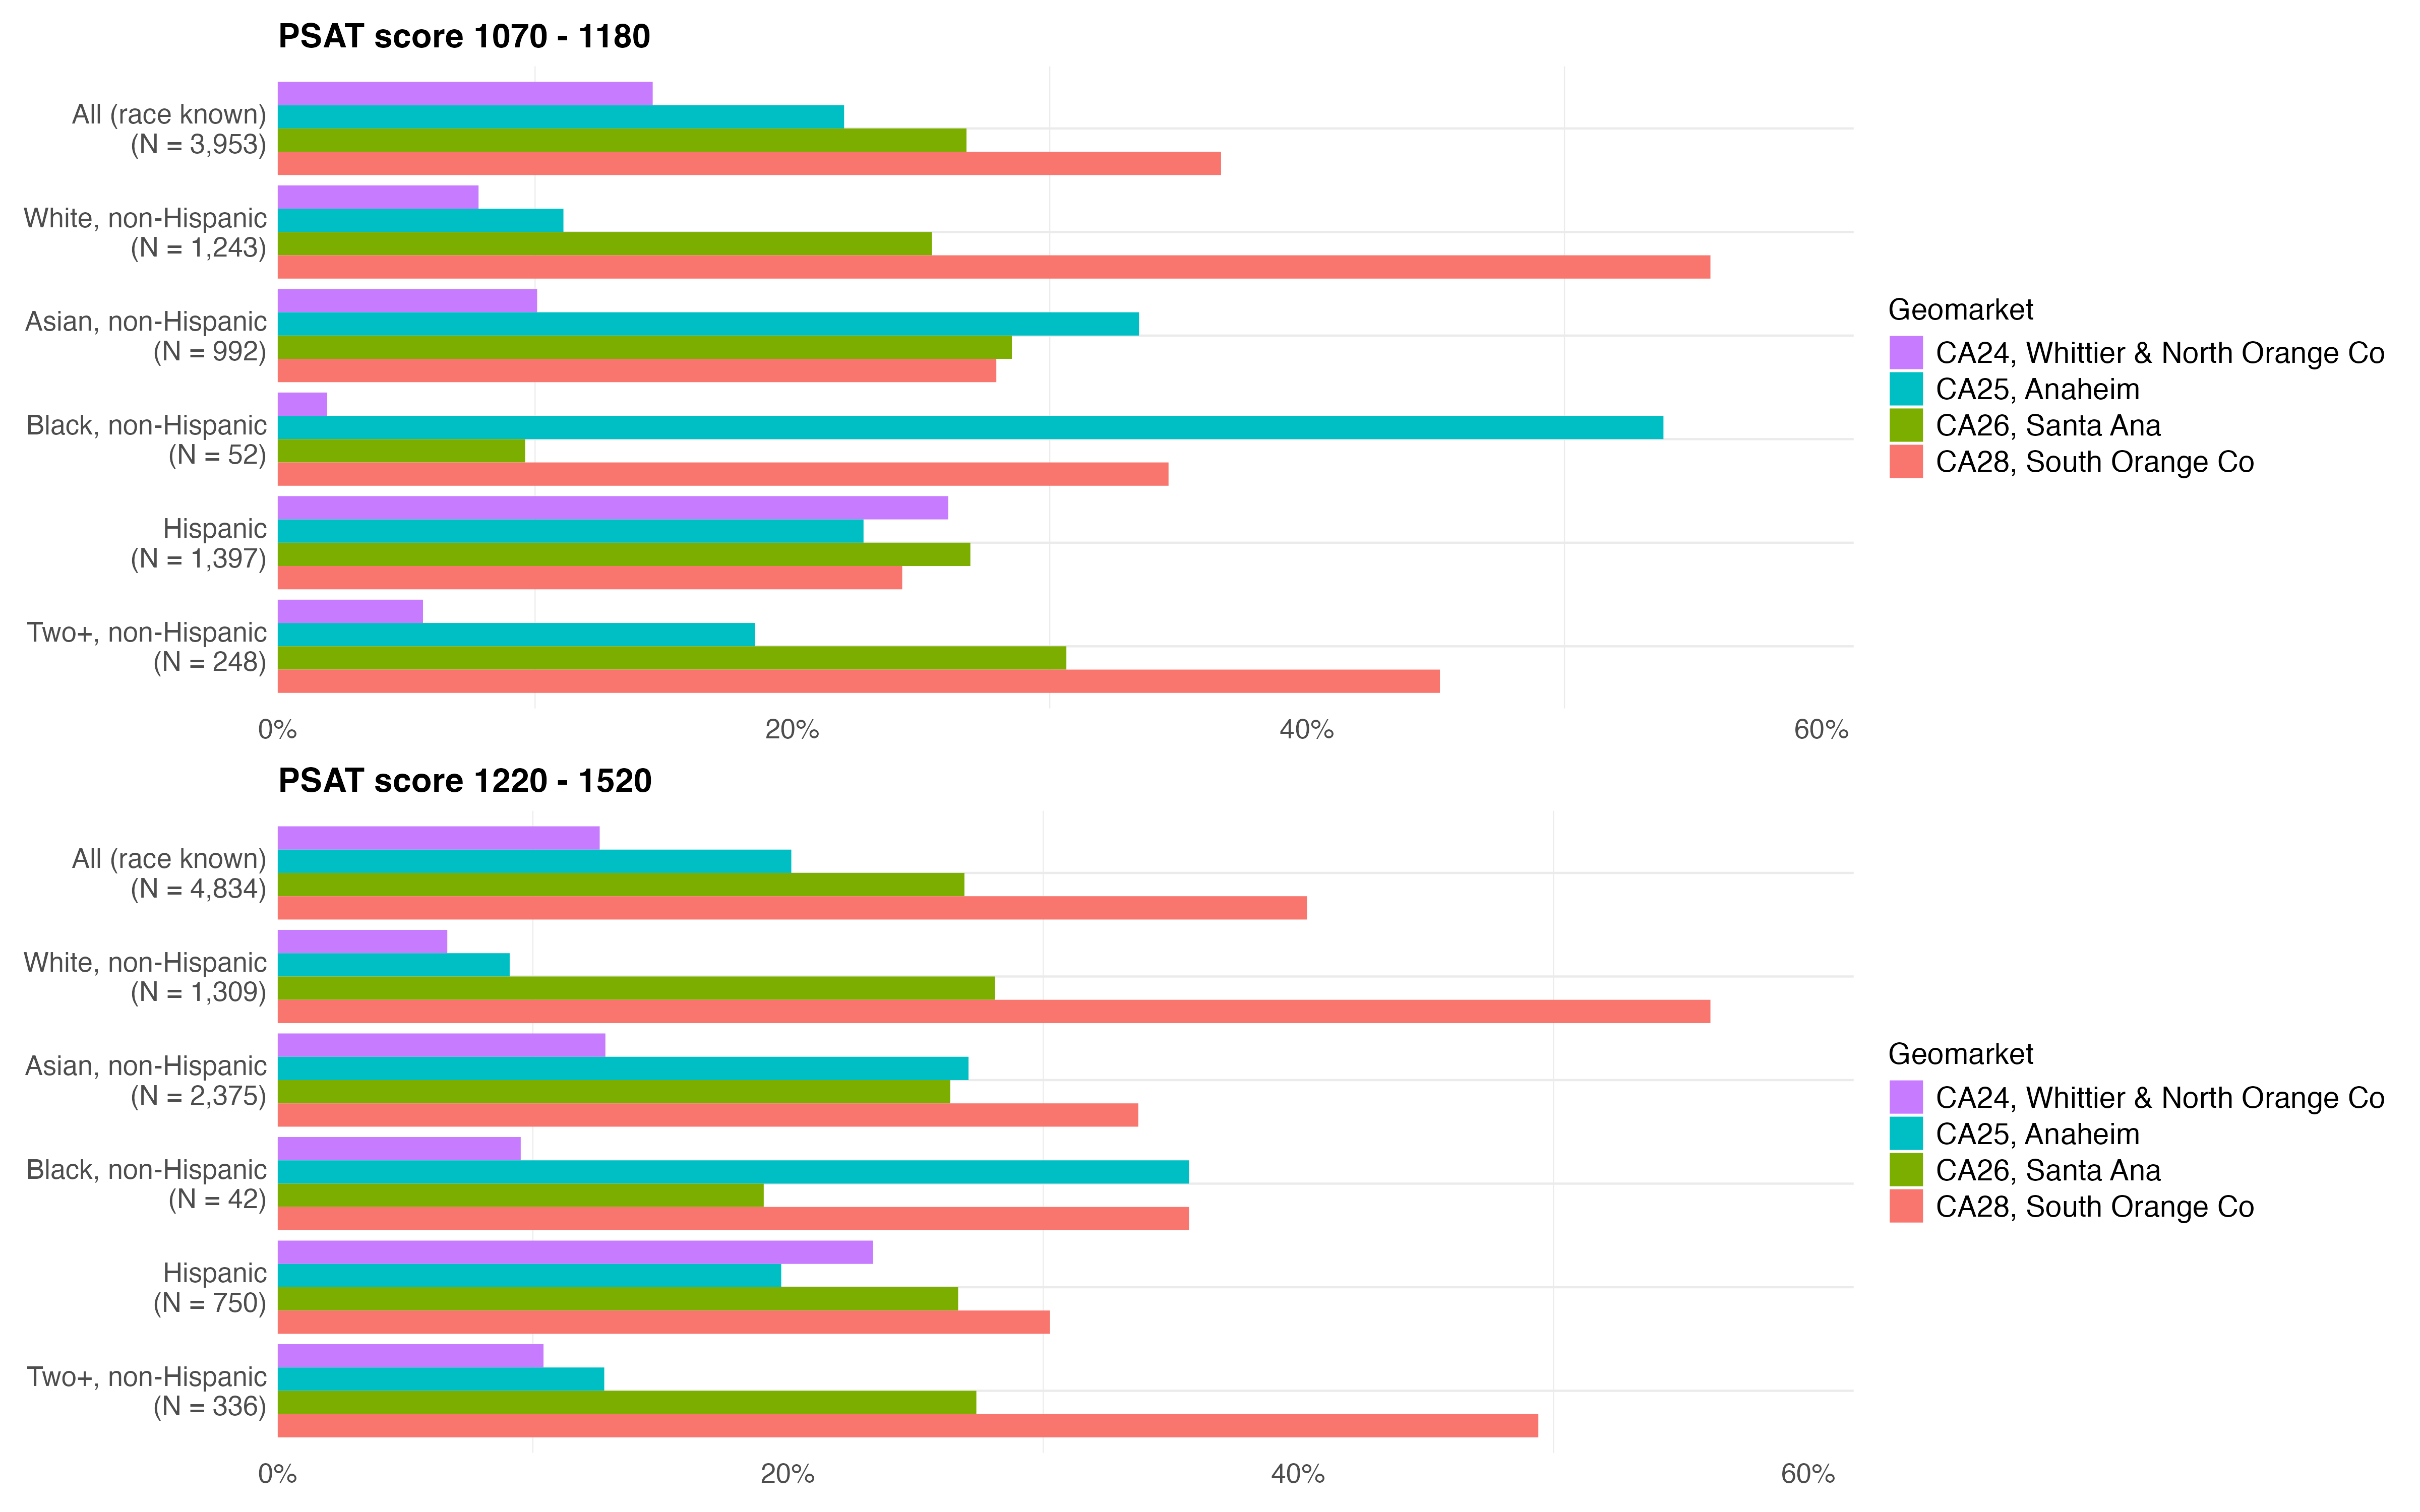 PSAT score 1070 - 1180
All (race known)
(N = 3,953)
White, non-Hispanic
(N = 1,243)
Asian, non-Hispanic
(N = 992)
Black, non-Hispanic
(N = 52)
Hispanic
(N = 1,397)
Two+, non-Hispanic
(N = 248)
0% 20% 40% 60%
Geomarket
CA24, Whittier & North Orange Co
CA25, Anaheim
CA26, Santa Ana
CA28, South Orange Co
PSAT score 1220 - 1520
All (race known)
(N = 4,834)
White, non-Hispanic
(N = 1,309)
Asian, non-Hispanic
(N = 2,375)
Black, non-Hispanic
(N = 42)
Hispanic
(N = 750)
Two+, non-Hispanic
(N = 336)
0% 20% 40% 60%
Geomarket
CA24, Whittier & North Orange Co
CA25, Anaheim
CA26, Santa Ana
CA28, South Orange Co